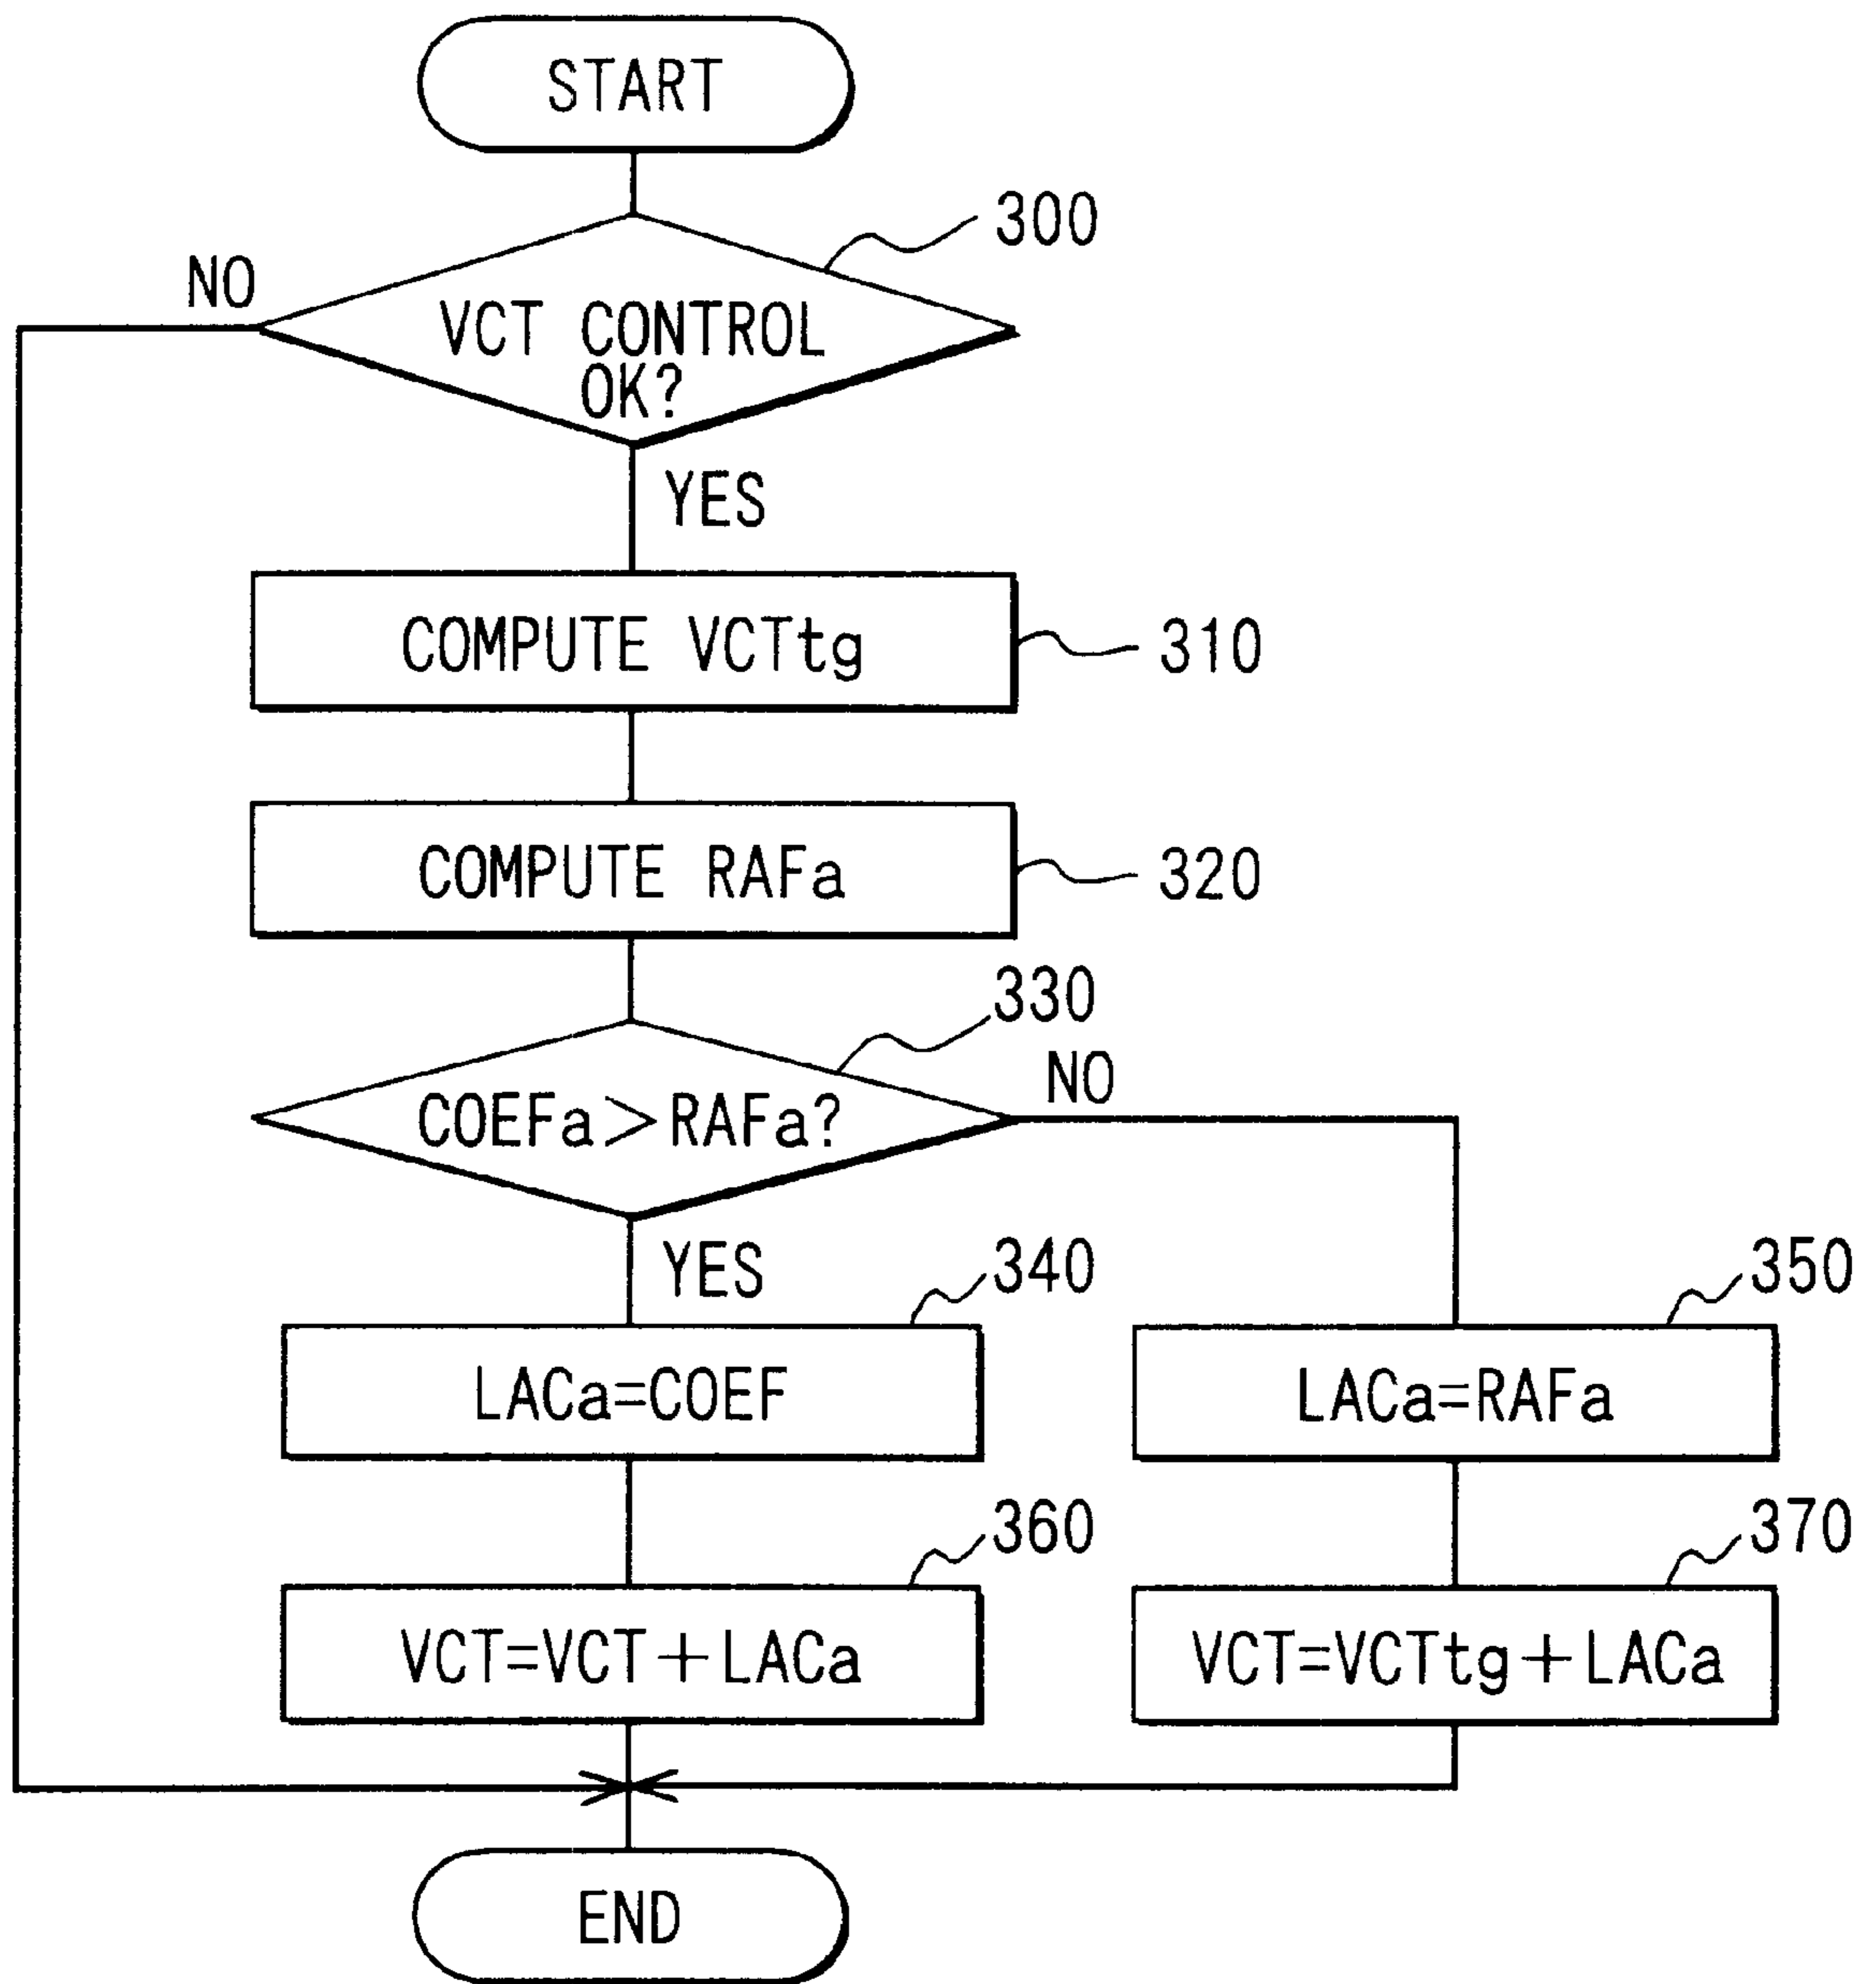 START
300
NO
VCT CONTROL
OK?
YES
COMPUTE VCTtg
310
COMPUTE RAFa
320
330
NO
COEFa>RAFa?
YES
340
350
LACa=COEF
LACa=RAFa
360
370
VCT=VCT+LACa
VCT=VCTtg+LACa
END